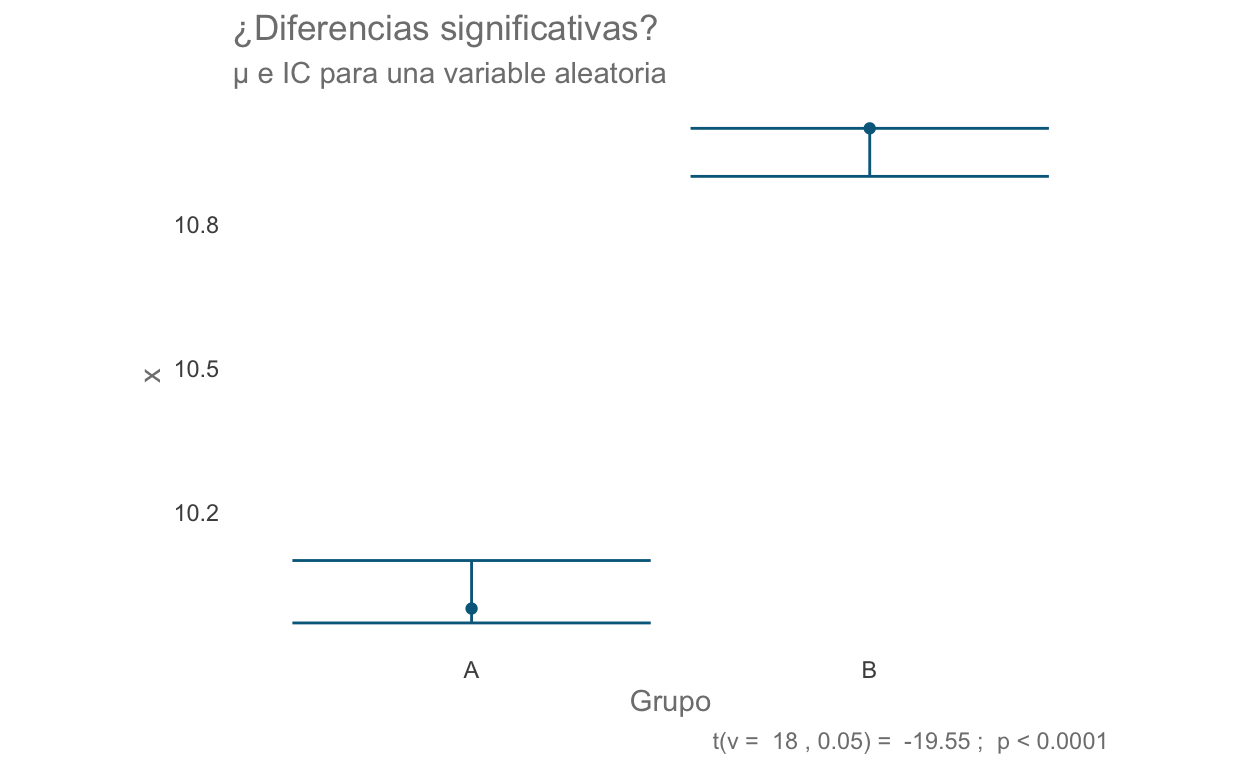 ¿Diferencias significativas?
μ e IC para una variable aleatoria
10.8
10.5
10.2
x
A
B
Grupo
t(v =  18 , 0.05) =  -19.55 ;  p < 0.0001